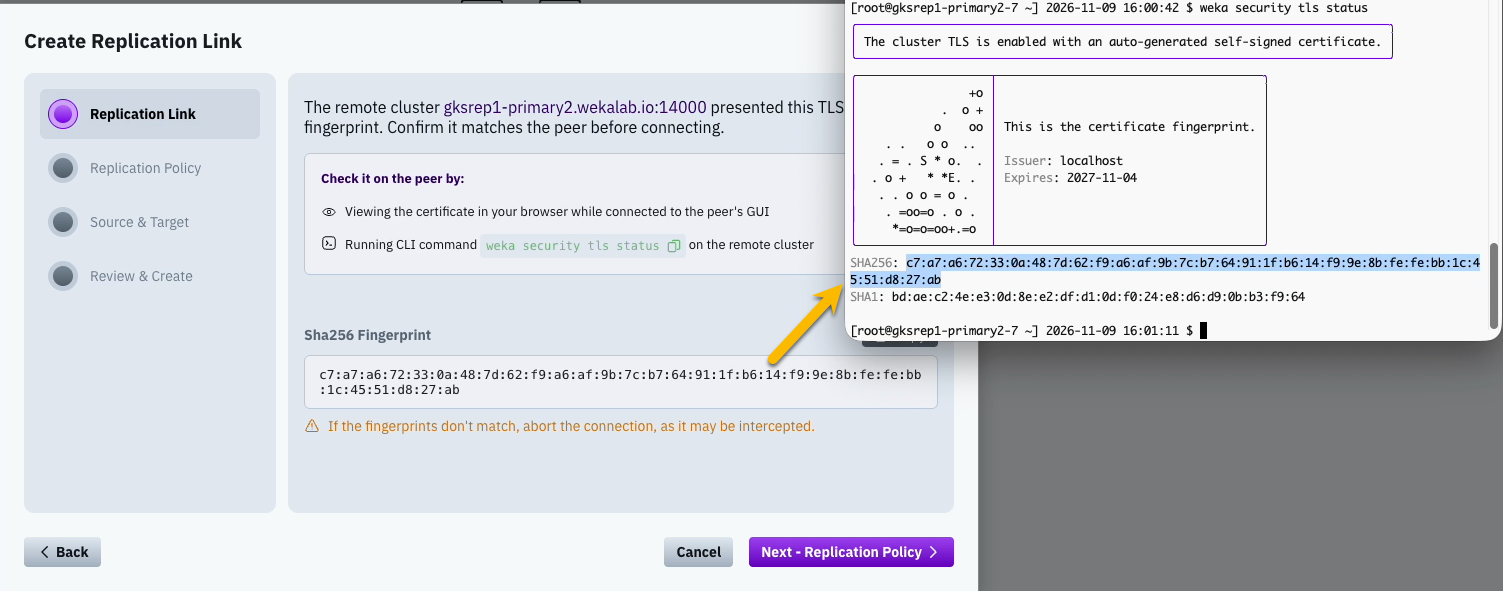 Create Replication Link
Replication Link
Replication Policy
Source & Target
Review & Create
The remote cluster gksrep1-primary2.wekalab.io:14000 presented this TLS
fingerprint. Confirm it matches the peer before connecting.
Check it on the peer by:
Viewing the certificate in your browser while connected to the peer's GUI
Running CLI command weka security tls status on the remote cluster
Sha256 Fingerprint
c7:a7:a6:72:33:0a:48:7d:62:f9:a6:af:9b:7c:b7:64:91:1f:b6:14:f9:9e:8b:fe:fe:bb
:1c:45:51:d8:27:ab
If the fingerprints don't match, abort the connection, as it may be intercepted.
Back
Cancel
Next - Replication Policy
[root@gksrep1-primary2-7 ~] 2026-11-09 16:00:42 $ weka security tls status
The cluster TLS is enabled with an auto-generated self-signed certificate.
+o
. o +
o oo
. . o o ..
. = . S * o. .
. o + * *E. .
. . o o = o .
. =oo=o . o .
*=o=o=oo+.=o
This is the certificate fingerprint.
Issuer: localhost
Expires: 2027-11-04
SHA256: c7:a7:a6:72:33:0a:48:7d:62:f9:a6:af:9b:7c:b7:64:91:1f:b6:14:f9:9e:8b:fe:fe:bb:1c:4
5:51:d8:27:ab
SHA1: bd:ae:c2:4e:e3:0d:8e:e2:df:d1:0d:f0:24:e8:d6:d9:0b:b3:f9:64
[root@gksrep1-primary2-7 ~] 2026-11-09 16:01:11 $